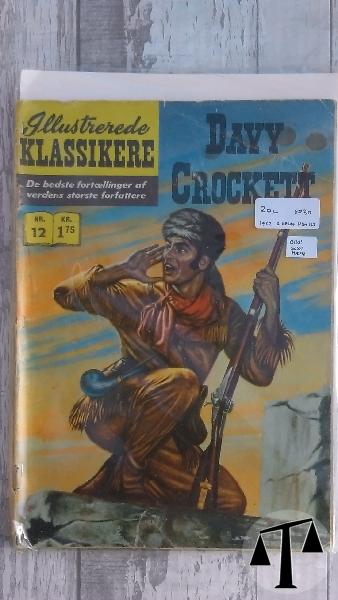 Illustrerede
KLASSIKERE
De bedste fortællinger af
verdens største forfattere
NR.
12
KR.
1.75
DAVY
CROCKETT